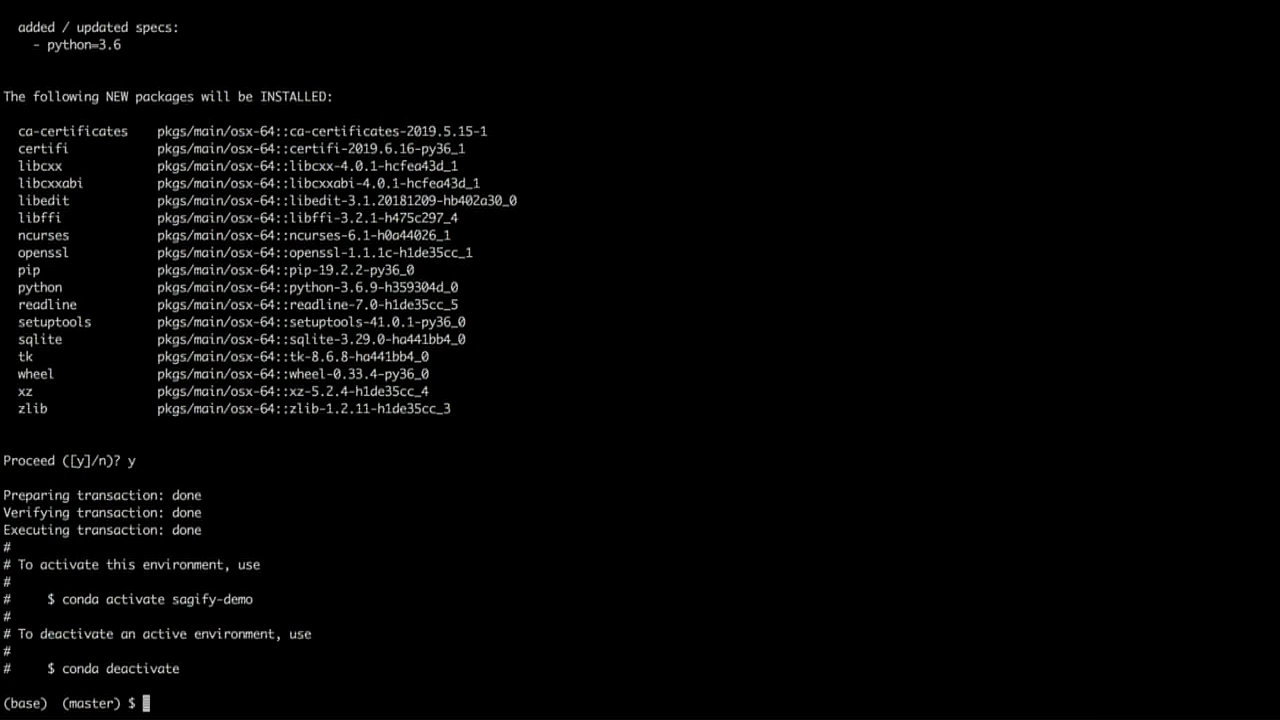 added / updated specs:
- python=3.6
The following NEW packages will be INSTALLED:
ca-certificates pkgs/main/osx-64::ca-certificates-2019.5.15-1
certifi pkgs/main/osx-64::certifi-2019.6.16-py36_1
libcxx pkgs/main/osx-64::libcxx-4.0.1-hcfea43d_1
libcxxabi pkgs/main/osx-64::libcxxabi-4.0.1-hcfea43d_1
libedit pkgs/main/osx-64::libedit-3.1.20181209-hb402a30_0
libffi pkgs/main/osx-64::libffi-3.2.1-h475c297_4
ncurses pkgs/main/osx-64::ncurses-6.1-h0a44026_1
openssl pkgs/main/osx-64::openssl-1.1.1c-h1de35cc_1
pip pkgs/main/osx-64::pip-19.2.2-py36_0
python pkgs/main/osx-64::python-3.6.9-h359304d_0
readline pkgs/main/osx-64::readline-7.0-h1de35cc_5
setuptools pkgs/main/osx-64::setuptools-41.0.1-py36_0
sqlite pkgs/main/osx-64::sqlite-3.29.0-ha441bb4_0
tk pkgs/main/osx-64::tk-8.6.8-ha441bb4_0
wheel pkgs/main/osx-64::wheel-0.33.4-py36_0
xz pkgs/main/osx-64::xz-5.2.4-h1de35cc_4
zlib pkgs/main/osx-64::zlib-1.2.11-h1de35cc_3
Proceed ([y]/n)? y
Preparing transaction: done
Verifying transaction: done
Executing transaction: done
#
# To activate this environment, use
#
# $ conda activate sagify-demo
#
# To deactivate an active environment, use
#
# $ conda deactivate
(base) (master) $